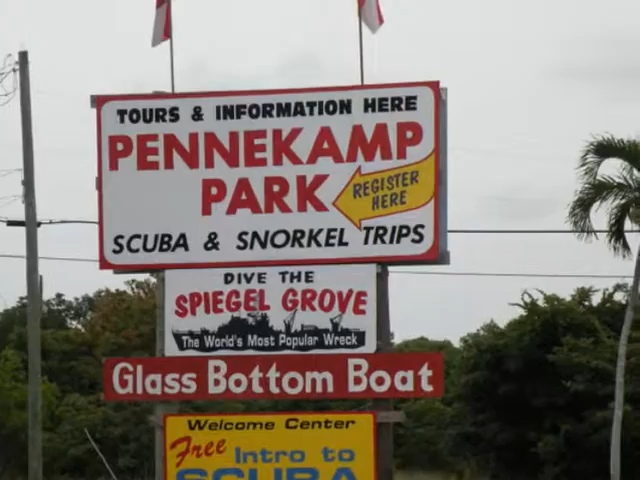 TOURS & INFORMATION HERE
PENNEKAMP
PARK
REGISTER
HERE
SCUBA & SNORKEL TRIPS
DIVE THE
SPIEGEL GROVE
The World's Most Popular Wreck
Glass Bottom Boat
Welcome Center
Free Intro to
SCUBA